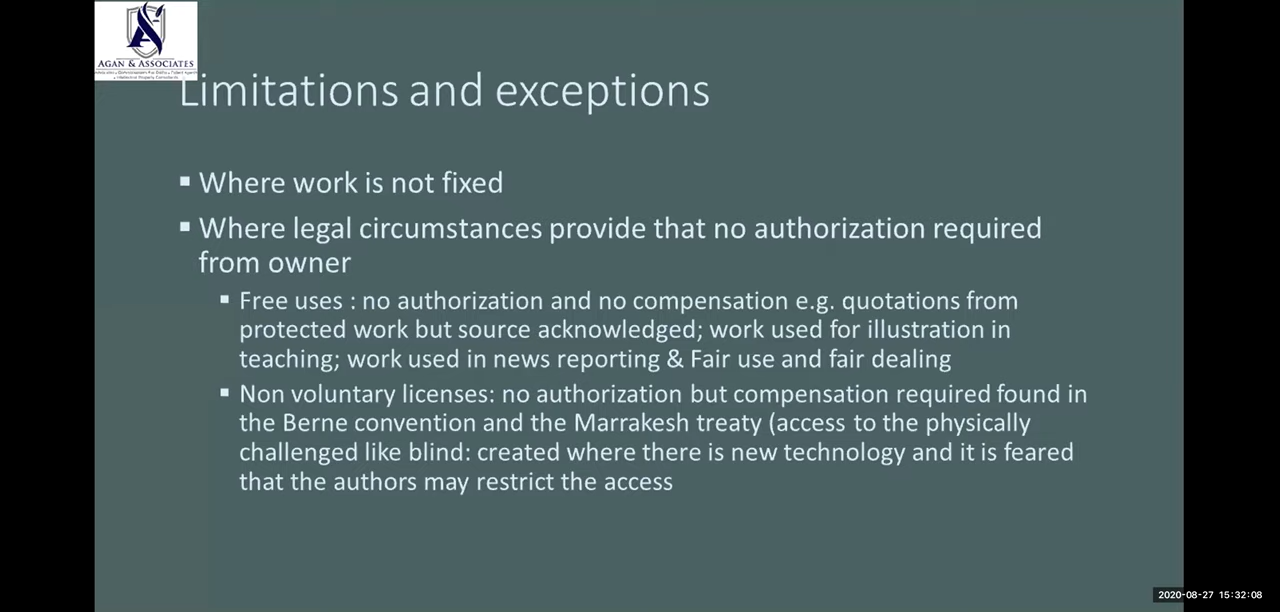 AGAN & ASSOCIATES
Limitations and exceptions
▪ Where work is not fixed
▪ Where legal circumstances provide that no authorization required
from owner
▪ Free uses : no authorization and no compensation e.g. quotations from
protected work but source acknowledged; work used for illustration in
teaching; work used in news reporting & Fair use and fair dealing
▪ Non voluntary licenses: no authorization but compensation required found in
the Berne convention and the Marrakesh treaty (access to the physically
challenged like blind: created where there is new technology and it is feared
that the authors may restrict the access
2020-08-27 15:32:08